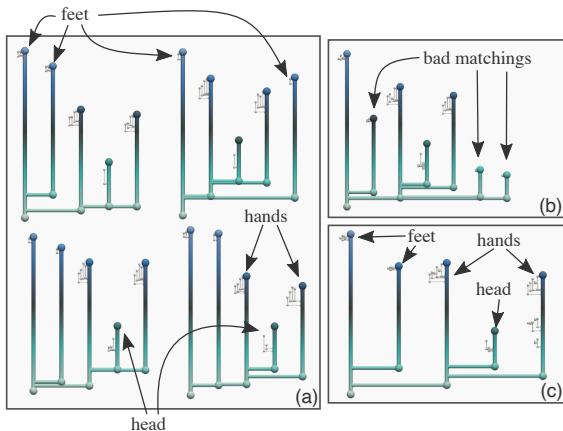 feet
bad matchings
(b)
hands
feet
hands
head
(a)
(c)
head